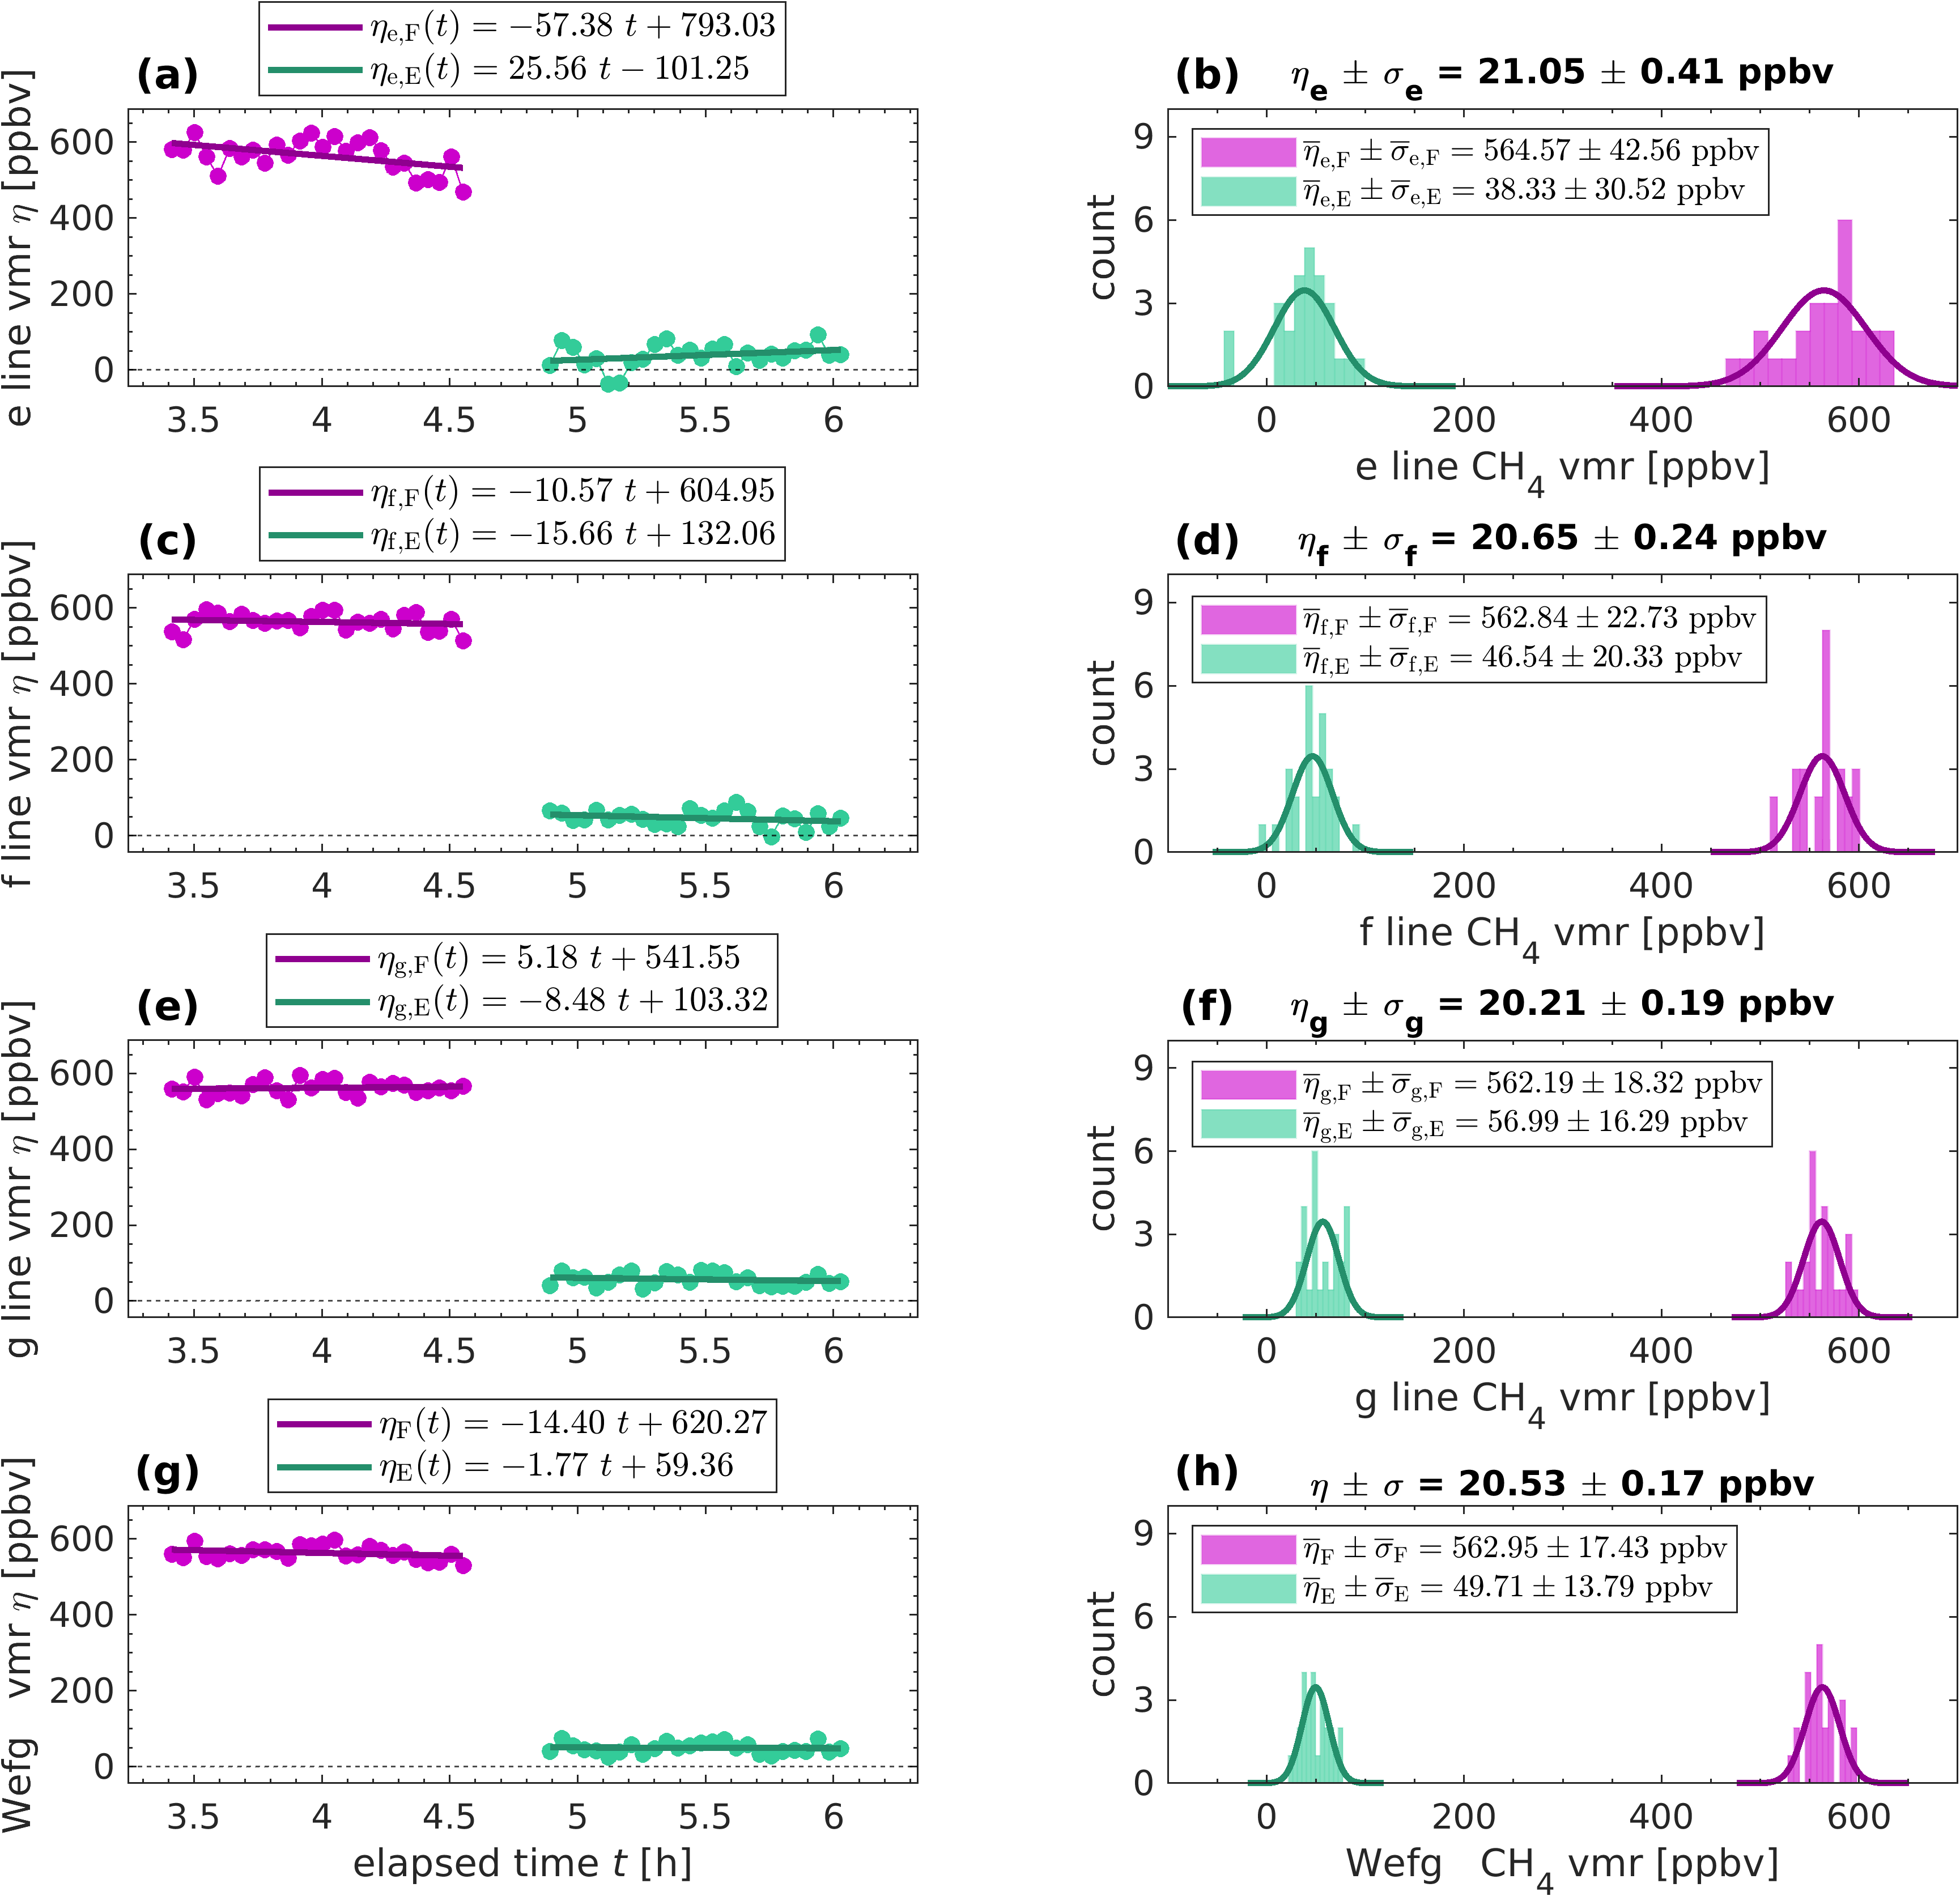 η_e,F(t) = −57.38 t + 793.03
η_e,E(t) = 25.56 t − 101.25
(a)
e line vmr η [ppbv]
600
400
200
0
3.5 4 4.5 5 5.5 6
(b) η_e ± σ_e = 21.05 ± 0.41 ppbv
η̅_e,F ± σ̅_e,F = 564.57 ± 42.56 ppbv
η̅_e,E ± σ̅_e,E = 38.33 ± 30.52 ppbv
count
9
6
3
0
0 200 400 600
e line CH₄ vmr [ppbv]
η_f,F(t) = −10.57 t + 604.95
η_f,E(t) = −15.66 t + 132.06
(c)
f line vmr η [ppbv]
600
400
200
0
3.5 4 4.5 5 5.5 6
(d) η_f ± σ_f = 20.65 ± 0.24 ppbv
η̅_f,F ± σ̅_f,F = 562.84 ± 22.73 ppbv
η̅_f,E ± σ̅_f,E = 46.54 ± 20.33 ppbv
count
9
6
3
0
0 200 400 600
f line CH₄ vmr [ppbv]
η_g,F(t) = 5.18 t + 541.55
η_g,E(t) = −8.48 t + 103.32
(e)
g line vmr η [ppbv]
600
400
200
0
3.5 4 4.5 5 5.5 6
(f) η_g ± σ_g = 20.21 ± 0.19 ppbv
η̅_g,F ± σ̅_g,F = 562.19 ± 18.32 ppbv
η̅_g,E ± σ̅_g,E = 56.99 ± 16.29 ppbv
count
9
6
3
0
0 200 400 600
g line CH₄ vmr [ppbv]
η_F(t) = −14.40 t + 620.27
η_E(t) = −1.77 t + 59.36
(g)
Wefg vmr η [ppbv]
600
400
200
0
3.5 4 4.5 5 5.5 6
elapsed time t [h]
(h) η ± σ = 20.53 ± 0.17 ppbv
η̅_F ± σ̅_F = 562.95 ± 17.43 ppbv
η̅_E ± σ̅_E = 49.71 ± 13.79 ppbv
count
9
6
3
0
0 200 400 600
Wefg CH₄ vmr [ppbv]